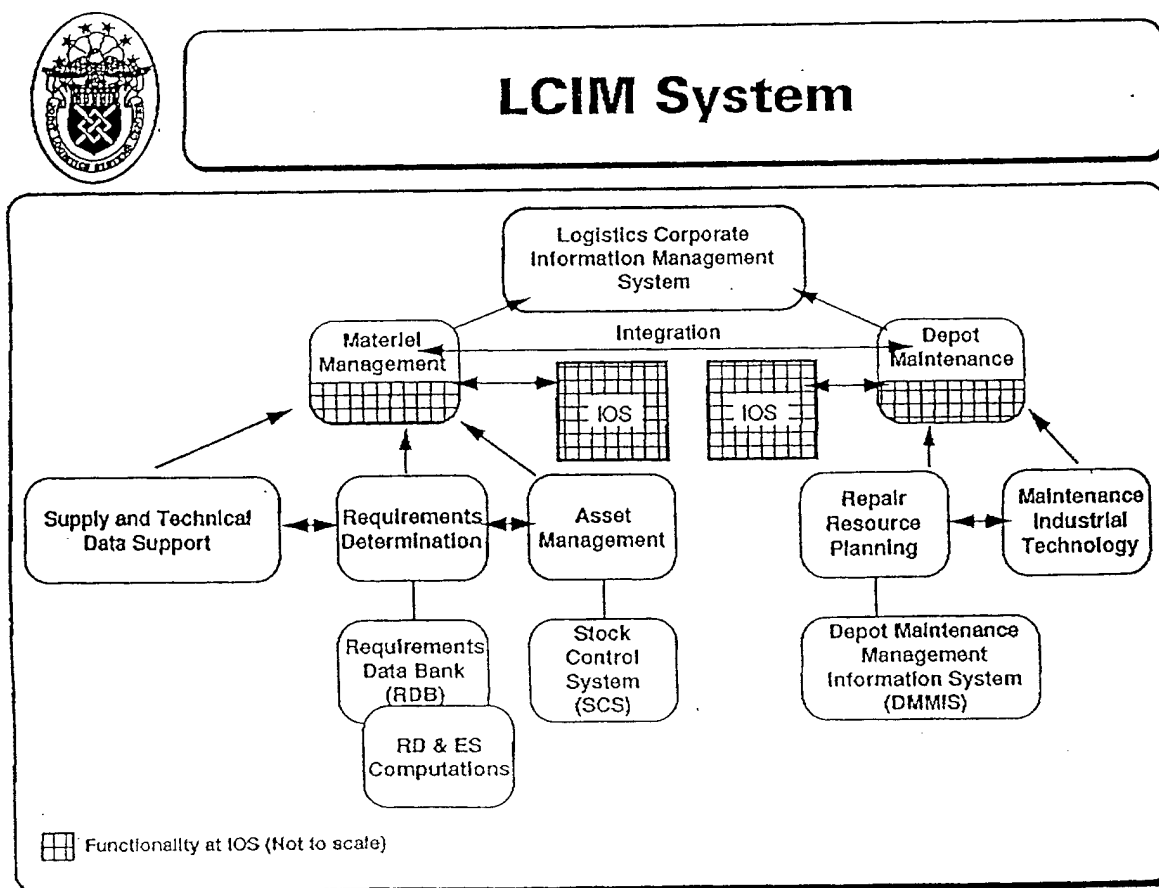 LCIM System
Logistics Corporate
Information Management
System
Materiel
Management
Integration
Depot
Maintenance
IOS
IOS
Supply and Technical
Data Support
Requirements
Determination
Asset
Management
Repair
Resource
Planning
Maintenance
Industrial
Technology
Requirements
Data Bank
(RDB)
Stock
Control
System
(SCS)
Depot Maintenance
Management
Information System
(DMMIS)
RD & ES
Computations
Functionality at IOS (Not to scale)